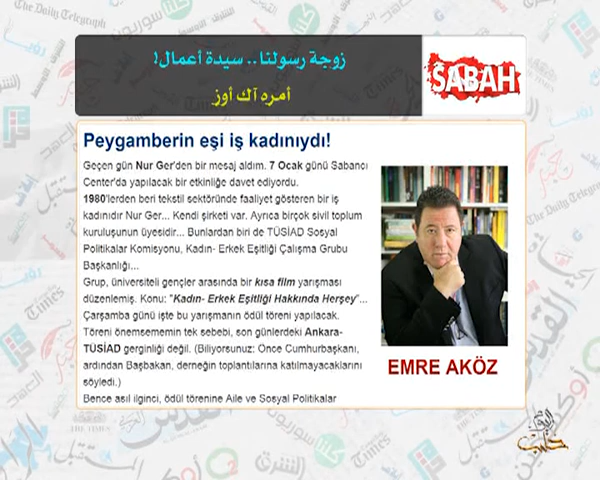 زوجة رسولنا .. سيدة أعمال!
أمره آك أوز
SABAH
Peygamberin eşi iş kadınıydı!
Geçen gün Nur Ger'den bir mesaj aldım. 7 Ocak günü Sabancı
Center'da yapılacak bir etkinliğe davet ediyordu.
1980'lerden beri tekstil sektöründe faaliyet gösteren bir iş
kadınıdır Nur Ger... Kendi şirketi var. Ayrıca birçok sivil toplum
kuruluşunun üyesidir... Bunlardan biri de TÜSİAD Sosyal
Politikalar Komisyonu, Kadın- Erkek Eşitliği Çalışma Grubu
Başkanlığı...
Grup, üniversiteli gençler arasında bir kısa film yarışması
düzenlemiş. Konu: "Kadın- Erkek Eşitliği Hakkında Herşey"...
Çarşamba günü işte bu yarışmanın ödül töreni yapılacak.
Töreni önemsememin tek sebebi, son günlerdeki Ankara-
TÜSİAD gerginliği değil. (Biliyorsunuz: Önce Cumhurbaşkanı,
ardından Başbakan, derneğin toplantılarına katılmayacaklarını
söyledi.)
Bence asıl ilginci, ödül törenine Aile ve Sosyal Politikalar
EMRE AKÖZ